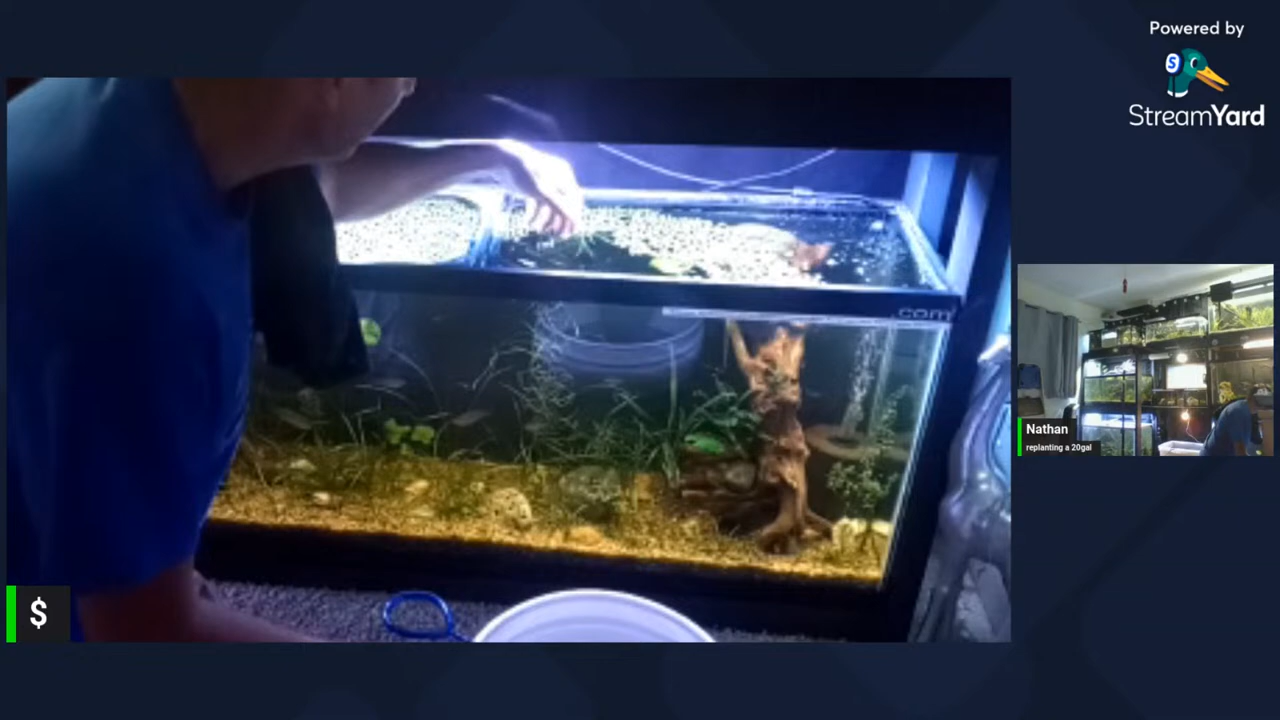 Powered by
StreamYard
.com
Nathan
replanting a 20gal
$